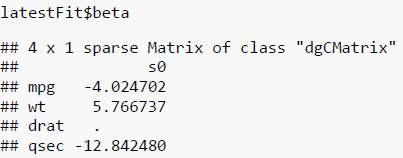 latestFit$beta
## 4 x 1 sparse Matrix of class "dgCMatrix"
##             s0
## mpg   -4.024702
## wt     5.766737
## drat   .
## qsec -12.842480